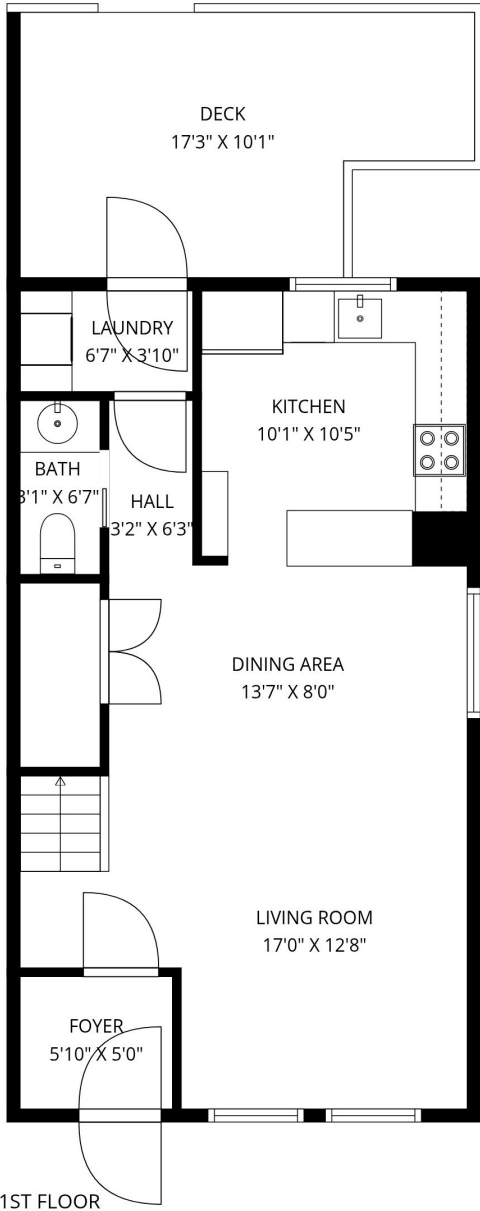 DECK
17'3" X 10'1"
LAUNDRY
6'7" X 3'10"
KITCHEN
10'1" X 10'5"
BATH
3'1" X 6'7"
HALL
3'2" X 6'3"
DINING AREA
13'7" X 8'0"
LIVING ROOM
17'0" X 12'8"
FOYER
5'10" X 5'0"
1ST FLOOR